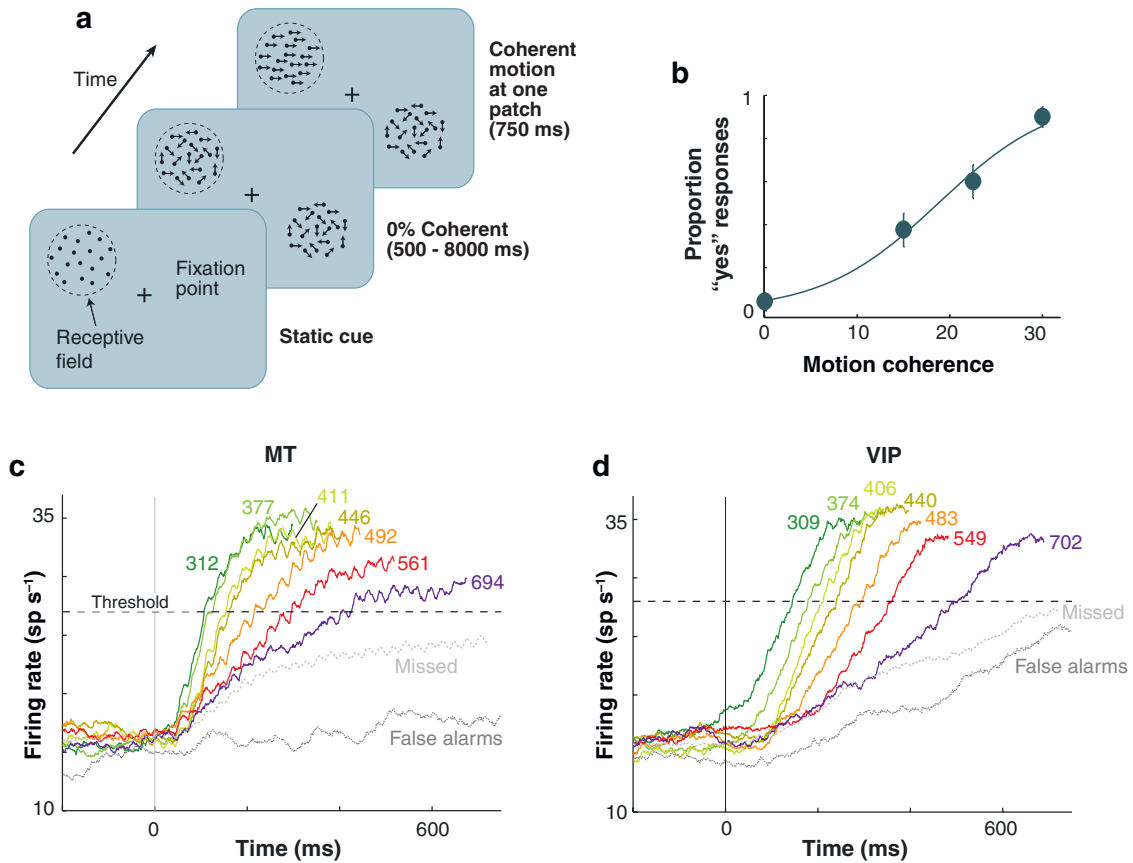 a
Time
Coherent
motion
at one
patch
(750 ms)
+
+
0% Coherent
(500 - 8000 ms)
Fixation
point
+
Receptive
field
Static cue
b
Proportion
“yes” responses
1
0
0
10
20
30
Motion coherence
c
MT
Firing rate (sp s⁻¹)
35
10
377
411
446
492
312
561
694
Threshold
Missed
False alarms
0
600
Time (ms)
d
VIP
Firing rate (sp s⁻¹)
35
10
406
374
440
309
483
549
702
Missed
False alarms
0
600
Time (ms)